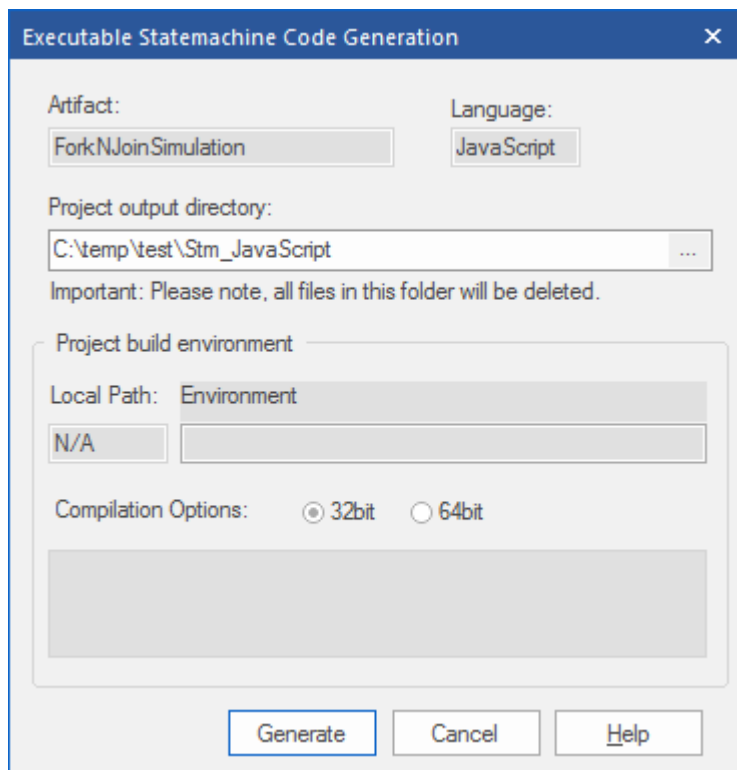 Executable Statemachine Code Generation
Artifact:
Language:
ForkNJoinSimulation
JavaScript
Project output directory:
C:\temp\test\Stm_JavaScript
...
Important: Please note, all files in this folder will be deleted.
Project build environment
Local Path: Environment
N/A
Compilation Options: 32bit 64bit
Generate Cancel Help